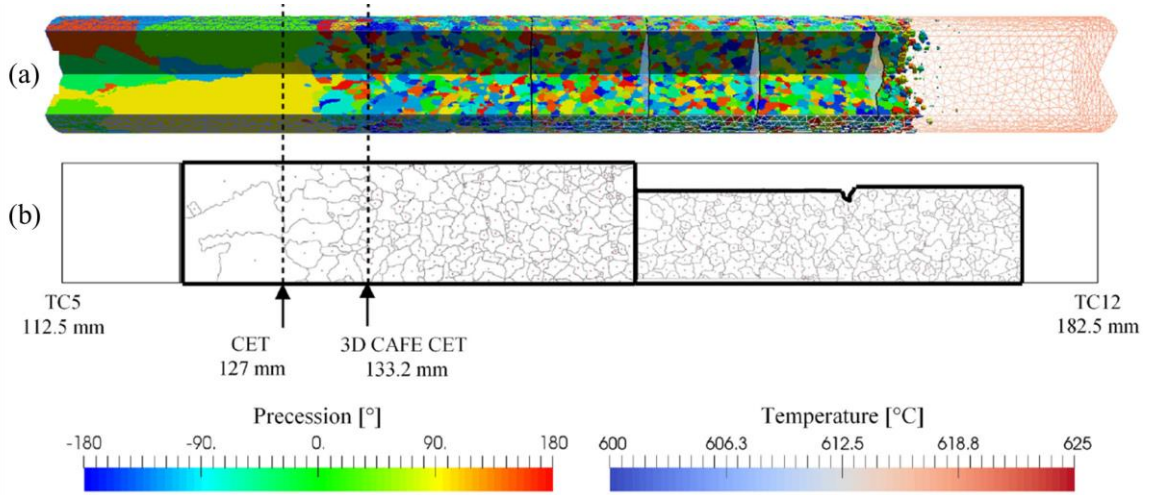 (a)
(b)
TC5
112.5 mm
TC12
182.5 mm
CET
127 mm
3D CAFE CET
133.2 mm
Precession [°]
-180 -90. 0. 90. 180
Temperature [°C]
600 606.3 612.5 618.8 625